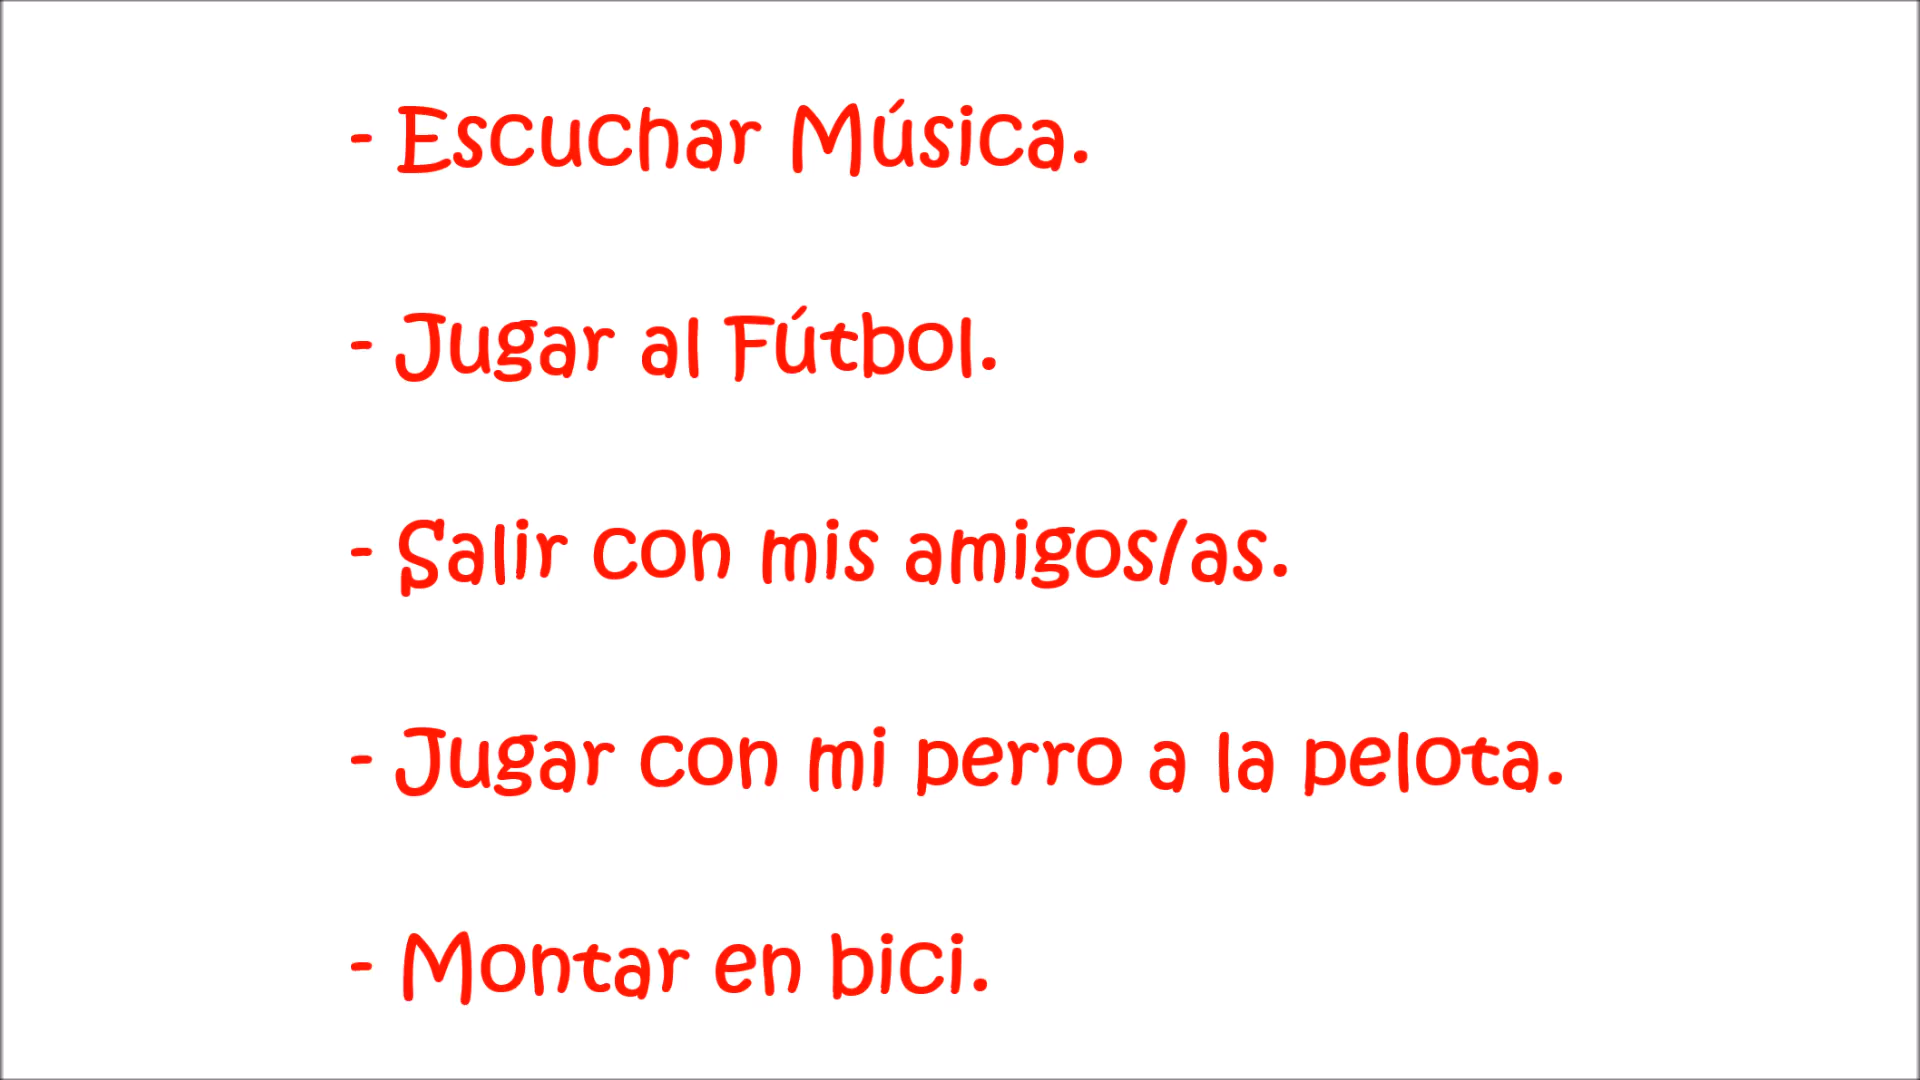 - Escuchar Música.
- Jugar al Fútbol.
- Salir con mis amigos/as.
- Jugar con mi perro a la pelota.
- Montar en bici.